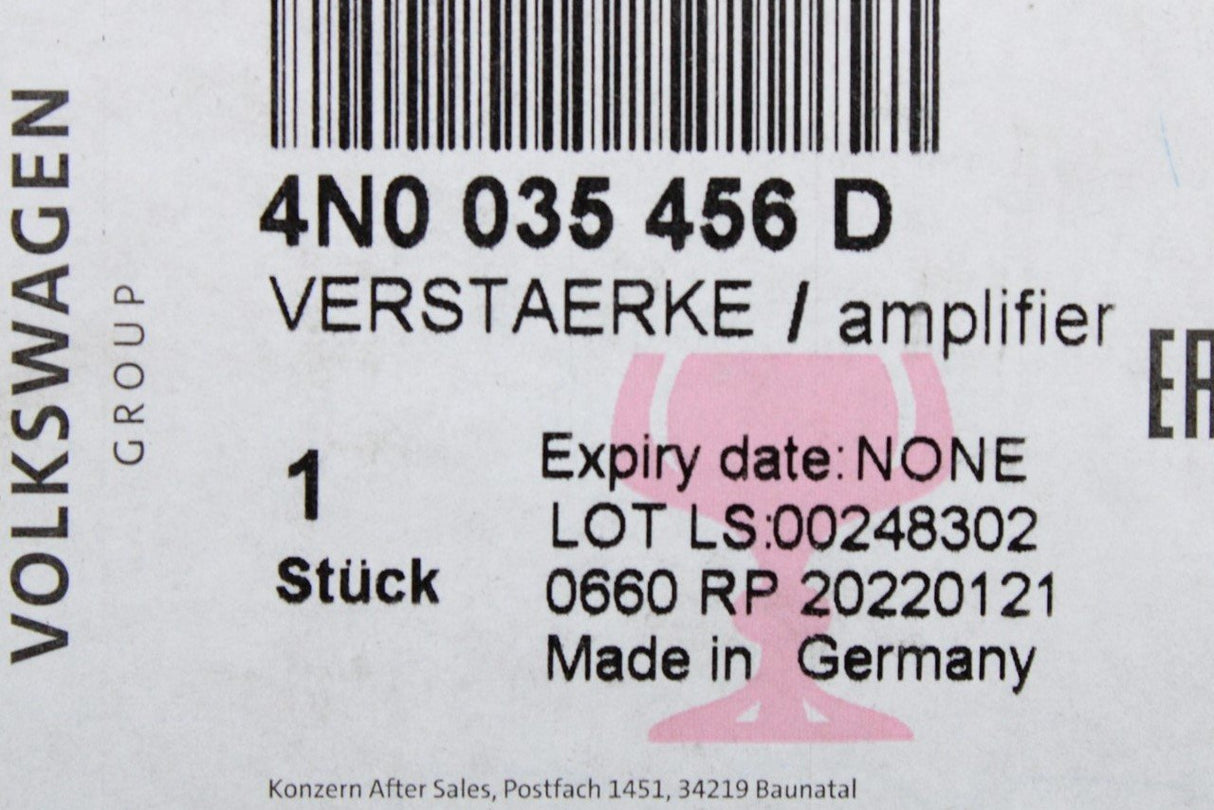 VOLKSWAGEN
GROUP
4N0 035 456 D
VERSTAERKE / amplifier
1
Stück
Expiry date: NONE
LOT LS:00248302
0660 RP 20220121
Made in Germany
Konzern After Sales, Postfach 1451, 34219 Baunatal